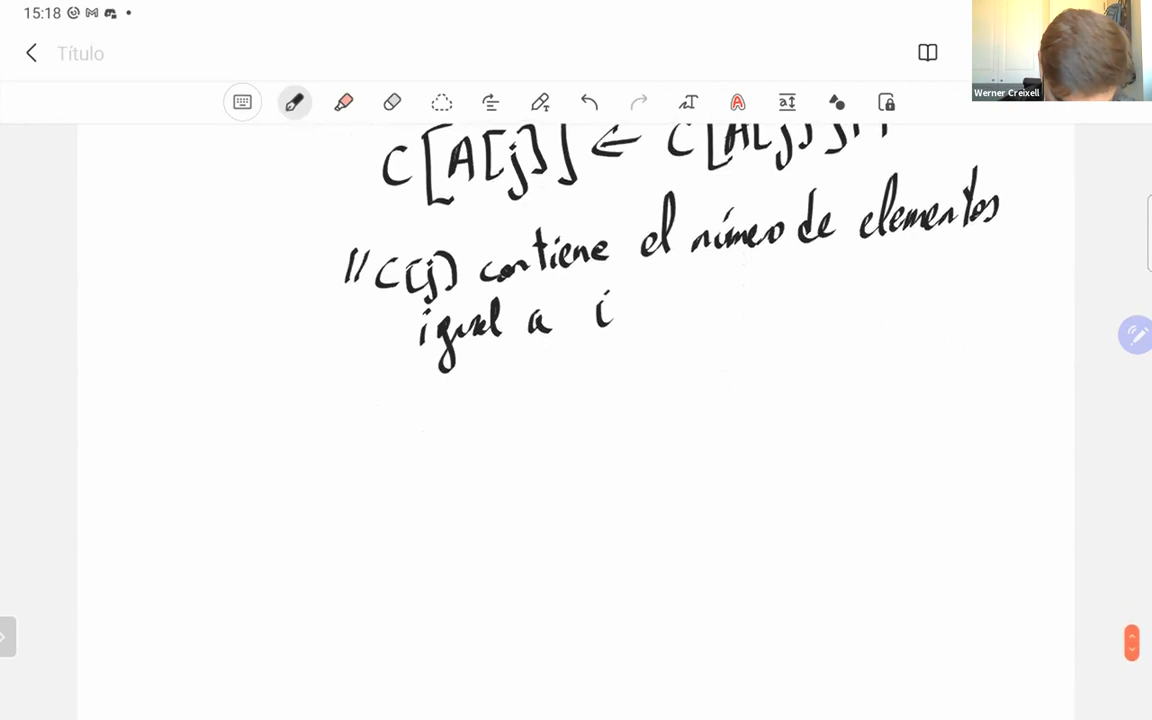 15:18
Título
Werner Creixell
C[A[j]] ← C[A[j]]+1
//C[j] contiene el número de elementos
igual a i